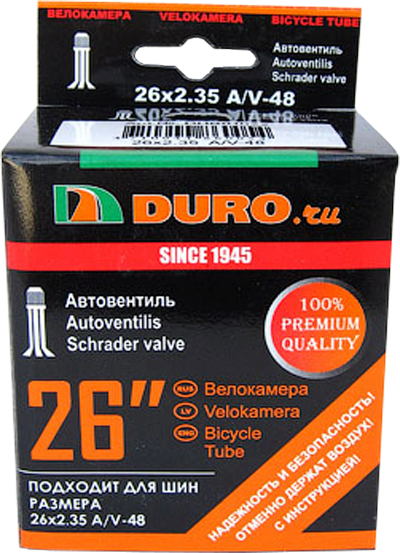 ВЕЛОКАМЕРА VELOKAMERA BICYCLE TUBE
Автовентиль
Autoventilis
Schrader valve
26x2.35 A/V-48
26x2.35 A/V-48
DURO.ru
SINCE 1945
Автовентиль
Autoventilis
Schrader valve
100%
PREMIUM
QUALITY
26"
RUS Велокамера
LV Velokamera
ENG Bicycle
Tube
ПОДХОДИТ ДЛЯ ШИН
РАЗМЕРА
26x2.35 A/V-48
НАДЕЖНОСТЬ И БЕЗОПАСНОСТЬ!
ОТМЕННО ДЕРЖАТ ВОЗДУХ!
С ИНСТРУКЦИЕЙ!